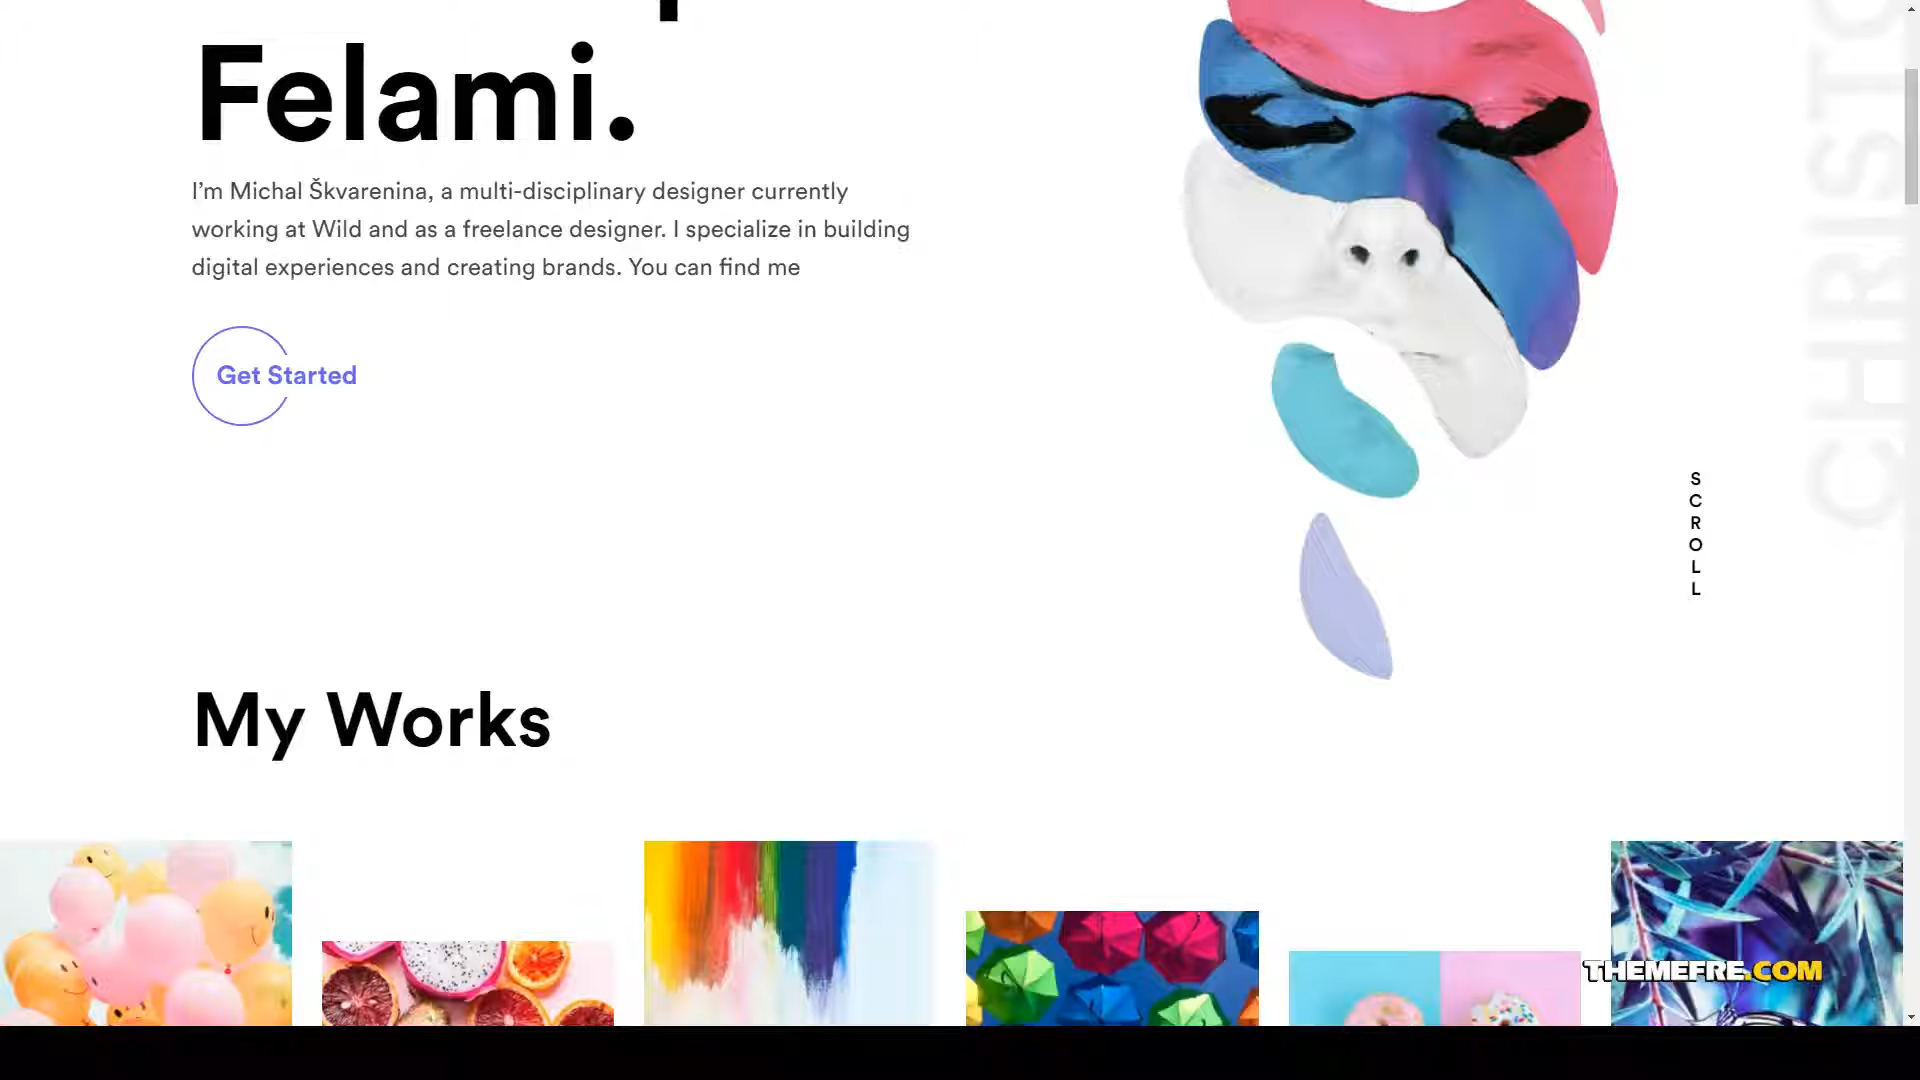 Felami.
I'm Michal Škvarenina, a multi-disciplinary designer currently
working at Wild and as a freelance designer. I specialize in building
digital experiences and creating brands. You can find me
Get Started
SCROLL
My Works
THEMEFRE.COM